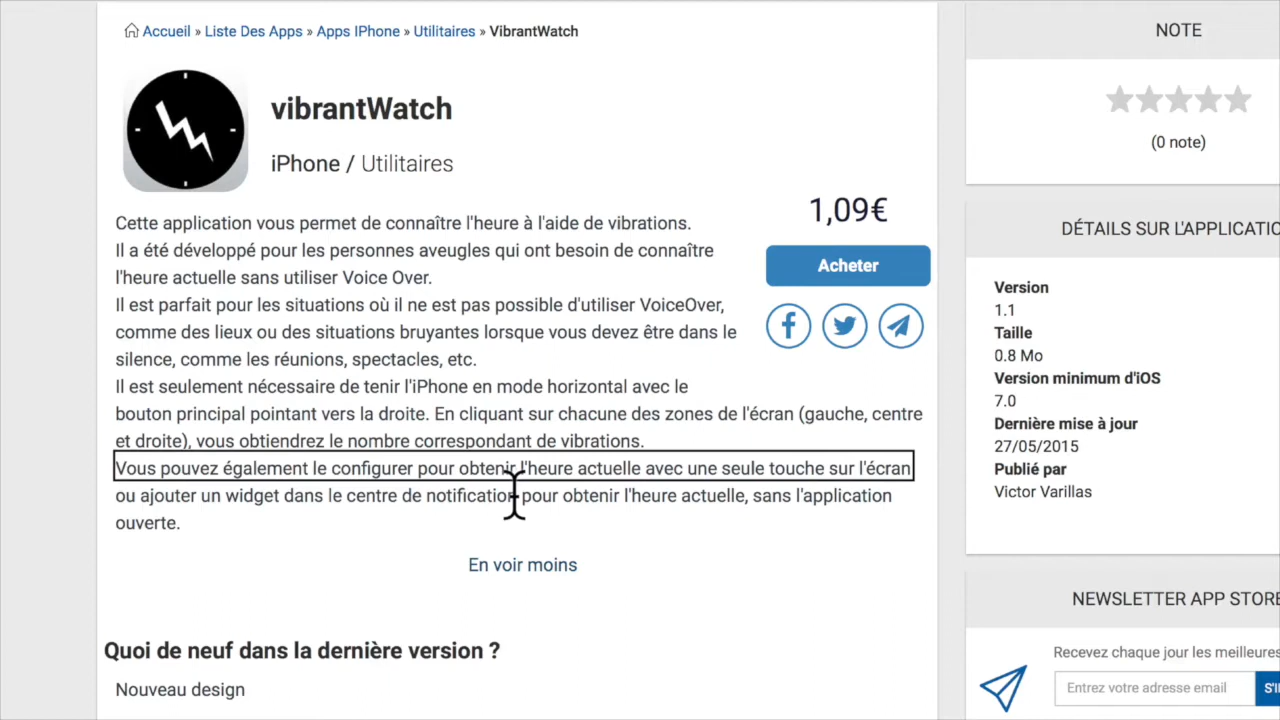 Accueil » Liste Des Apps » Apps IPhone » Utilitaires » VibrantWatch
vibrantWatch
iPhone / Utilitaires
1,09€
Acheter
Cette application vous permet de connaître l'heure à l'aide de vibrations.
Il a été développé pour les personnes aveugles qui ont besoin de connaître
l'heure actuelle sans utiliser Voice Over.
Il est parfait pour les situations où il ne est pas possible d'utiliser VoiceOver,
comme des lieux ou des situations bruyantes lorsque vous devez être dans le
silence, comme les réunions, spectacles, etc.
Il est seulement nécessaire de tenir l'iPhone en mode horizontal avec le
bouton principal pointant vers la droite. En cliquant sur chacune des zones de l'écran (gauche, centre
et droite), vous obtiendrez le nombre correspondant de vibrations.
Vous pouvez également le configurer pour obtenir l'heure actuelle avec une seule touche sur l'écran
ou ajouter un widget dans le centre de notification pour obtenir l'heure actuelle, sans l'application
ouverte.
En voir moins
Quoi de neuf dans la dernière version ?
Nouveau design
NOTE
(0 note)
DÉTAILS SUR L'APPLICATIO
Version
1.1
Taille
0.8 Mo
Version minimum d'iOS
7.0
Dernière mise à jour
27/05/2015
Publié par
Victor Varillas
NEWSLETTER APP STORE
Recevez chaque jour les meilleures
Entrez votre adresse email
S'I